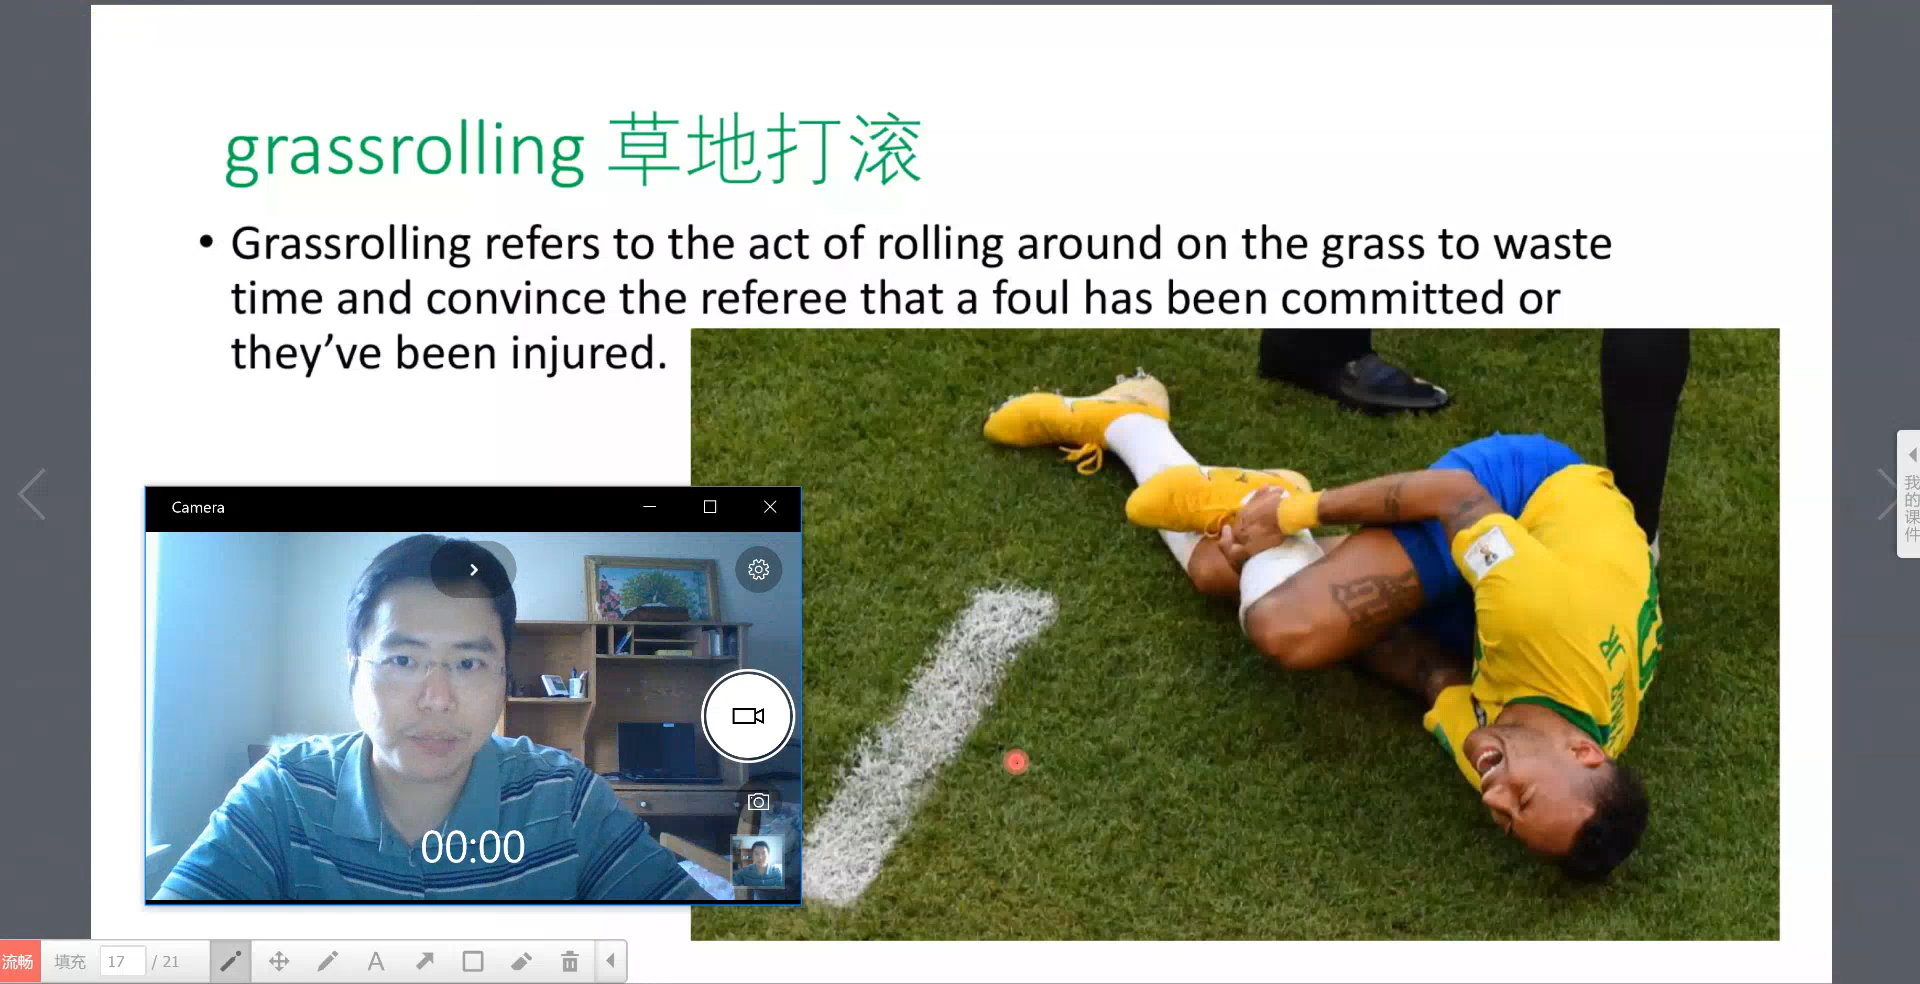 grassrolling 草地打滚
• Grassrolling refers to the act of rolling around on the grass to waste
time and convince the referee that a foul has been committed or
they’ve been injured.
Camera
00:00
我的课件
流畅 填充 17 / 21 A